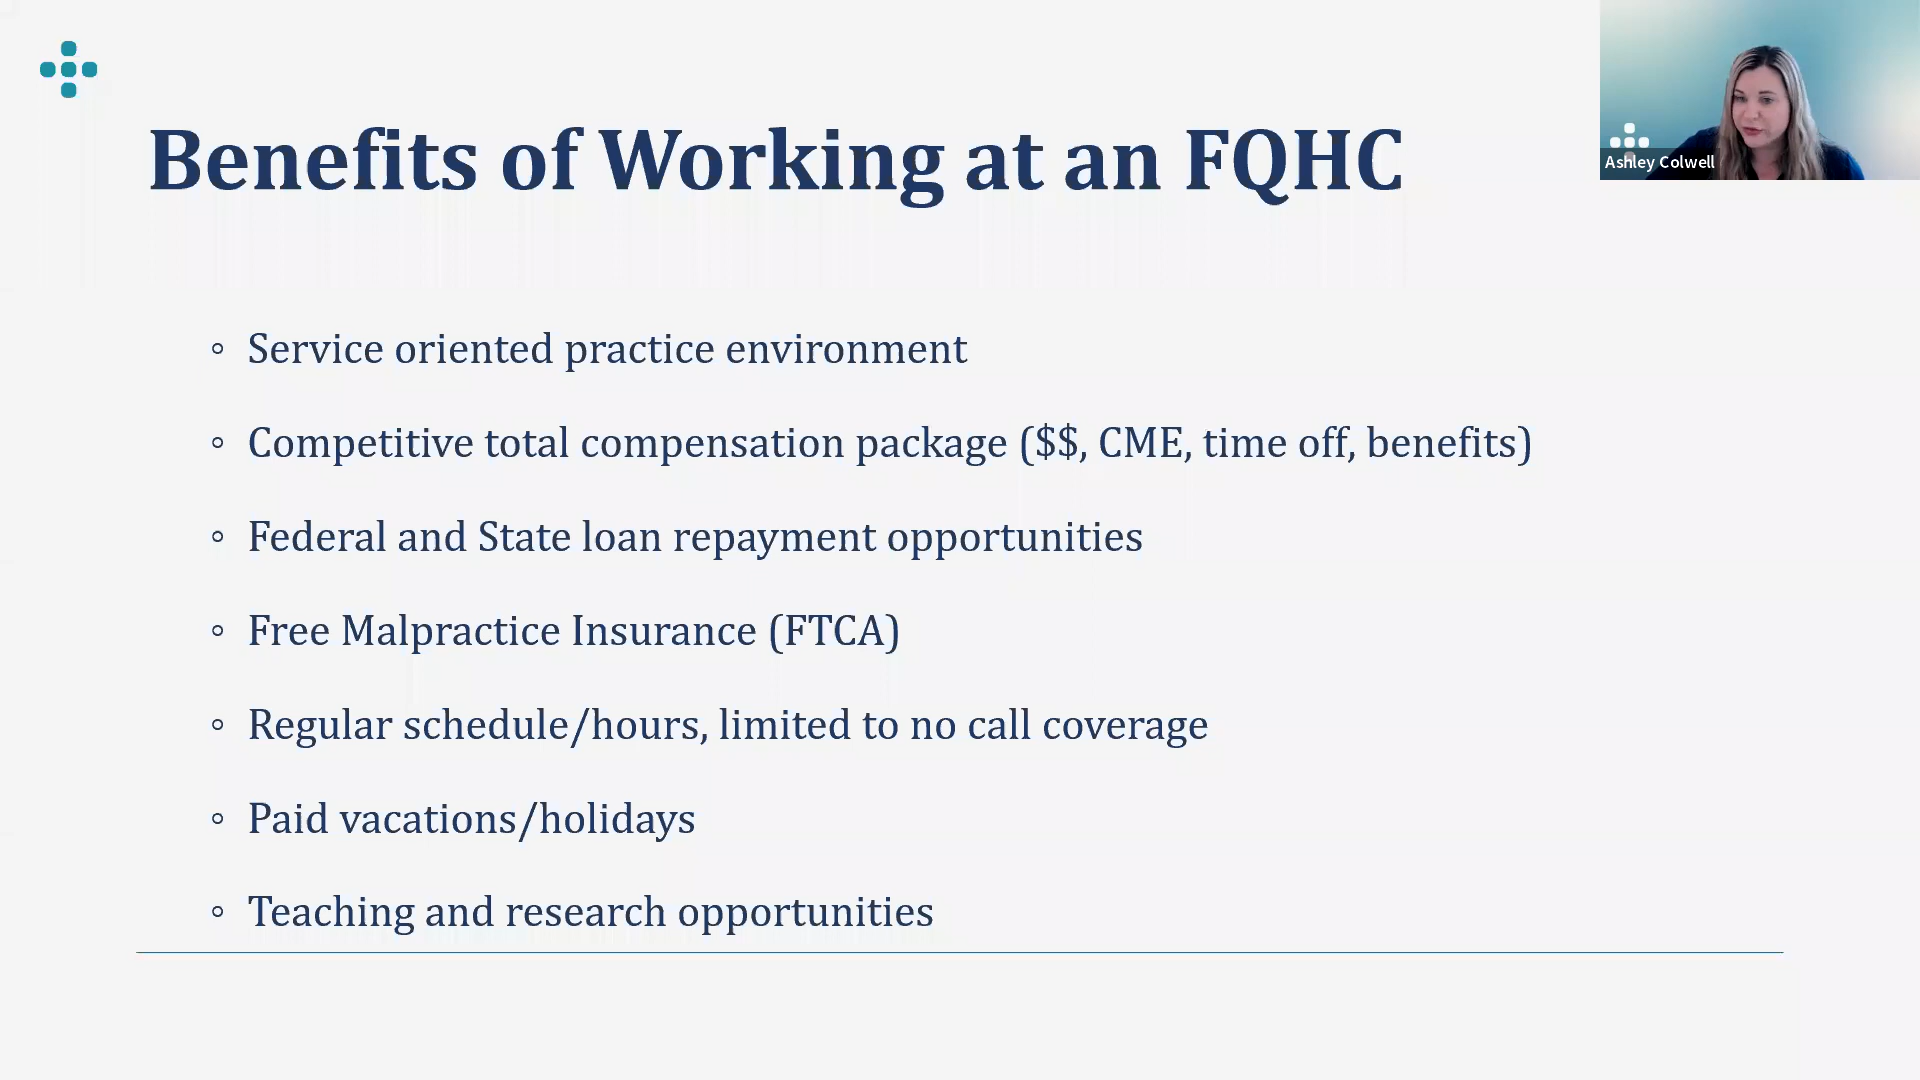 Benefits of Working at an FQHC
Ashley Colwell
◦ Service oriented practice environment
◦ Competitive total compensation package ($$, CME, time off, benefits)
◦ Federal and State loan repayment opportunities
◦ Free Malpractice Insurance (FTCA)
◦ Regular schedule/hours, limited to no call coverage
◦ Paid vacations/holidays
◦ Teaching and research opportunities